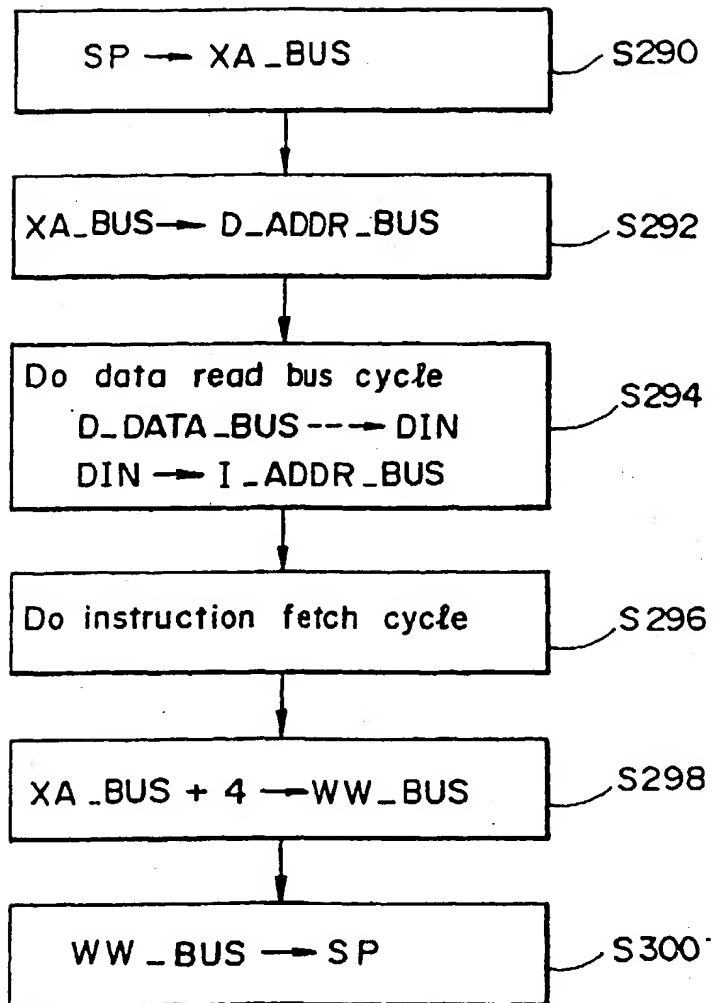 SP → XA_BUS
S290
XA_BUS → D_ADDR_BUS
S292
Do data read bus cycle
D_DATA_BUS ---→ DIN
DIN → I_ADDR_BUS
S294
Do instruction fetch cycle
S296
XA_BUS + 4 → WW_BUS
S298
WW_BUS → SP
S300